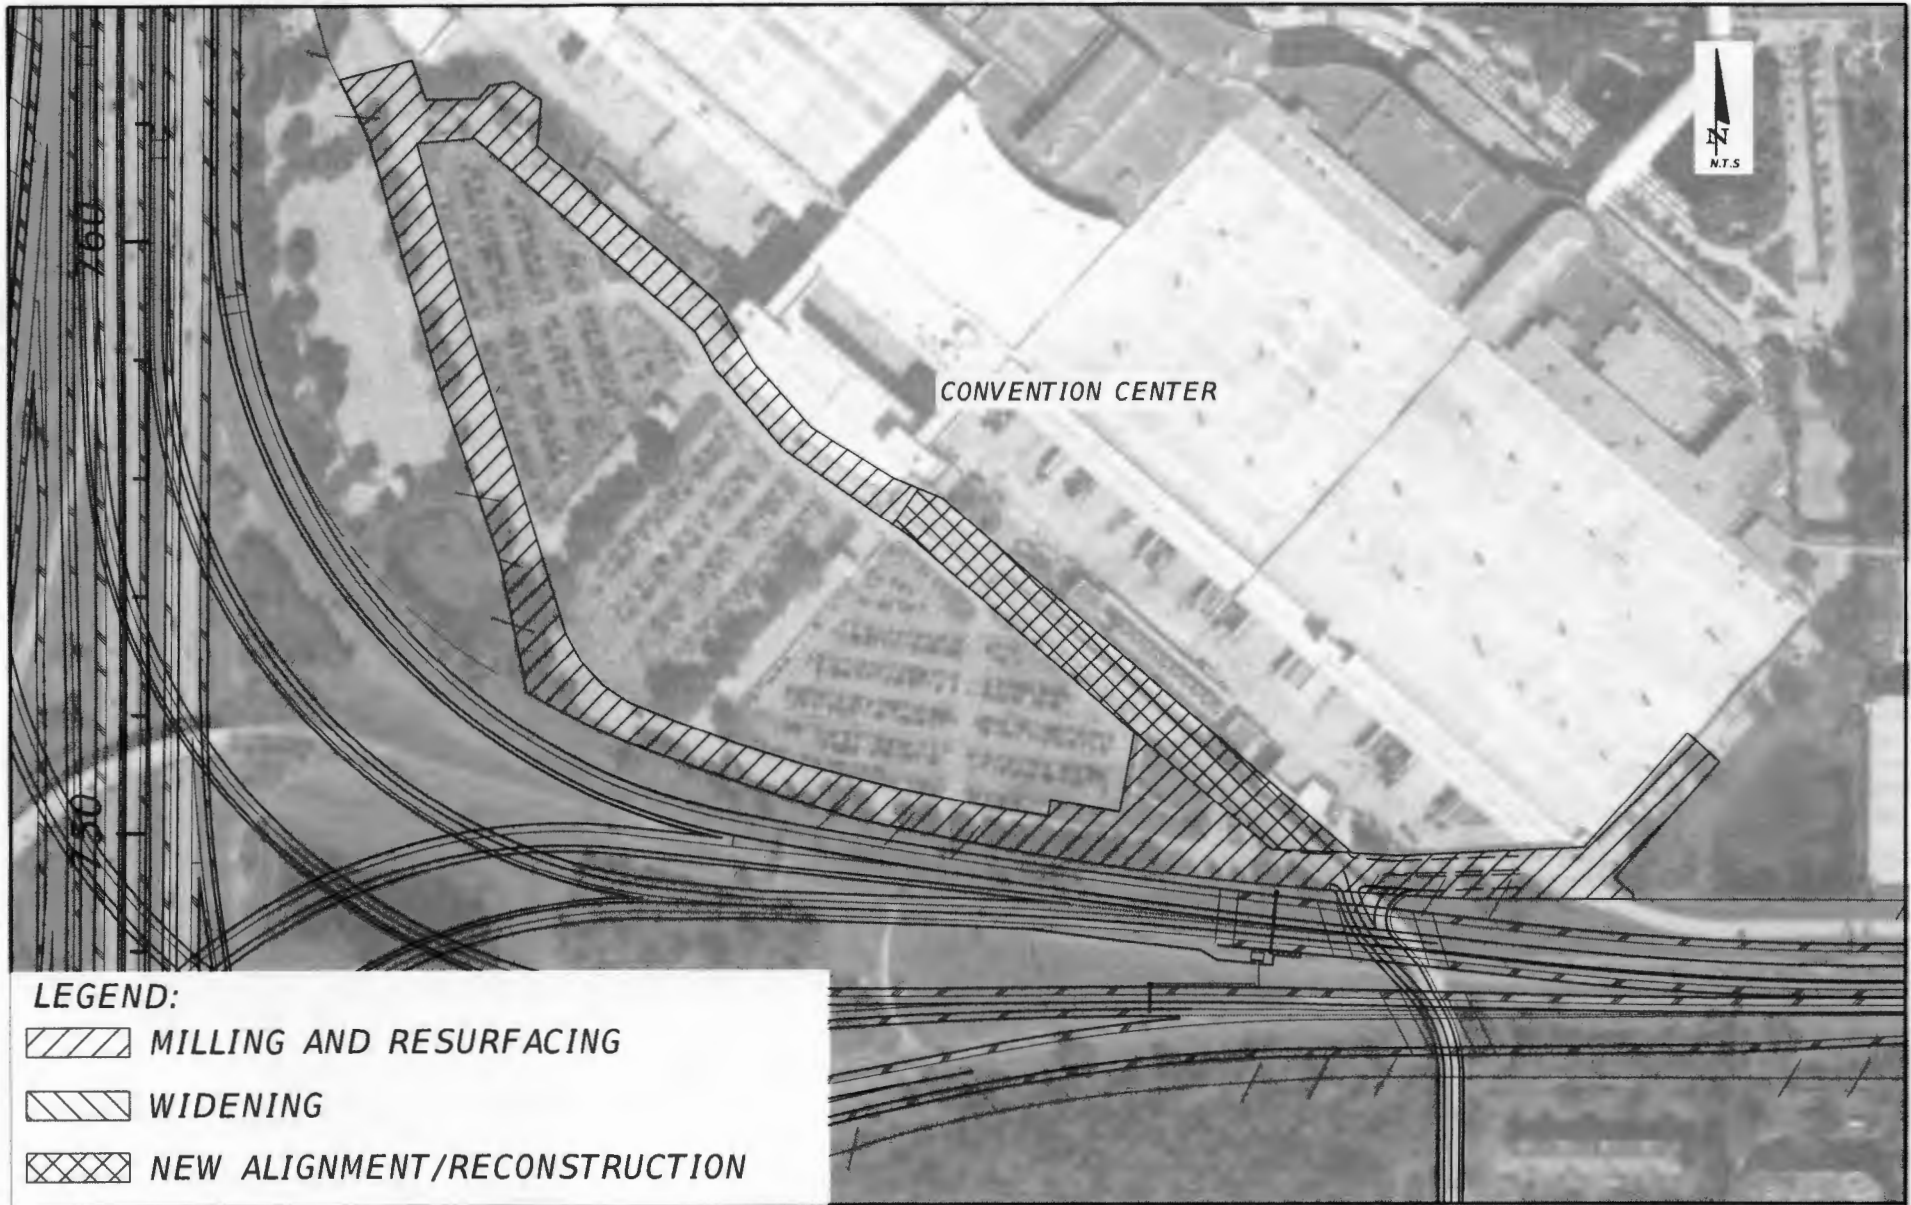 N
N.T.S
760
CONVENTION CENTER
750
LEGEND:
MILLING AND RESURFACING
WIDENING
NEW ALIGNMENT/RECONSTRUCTION